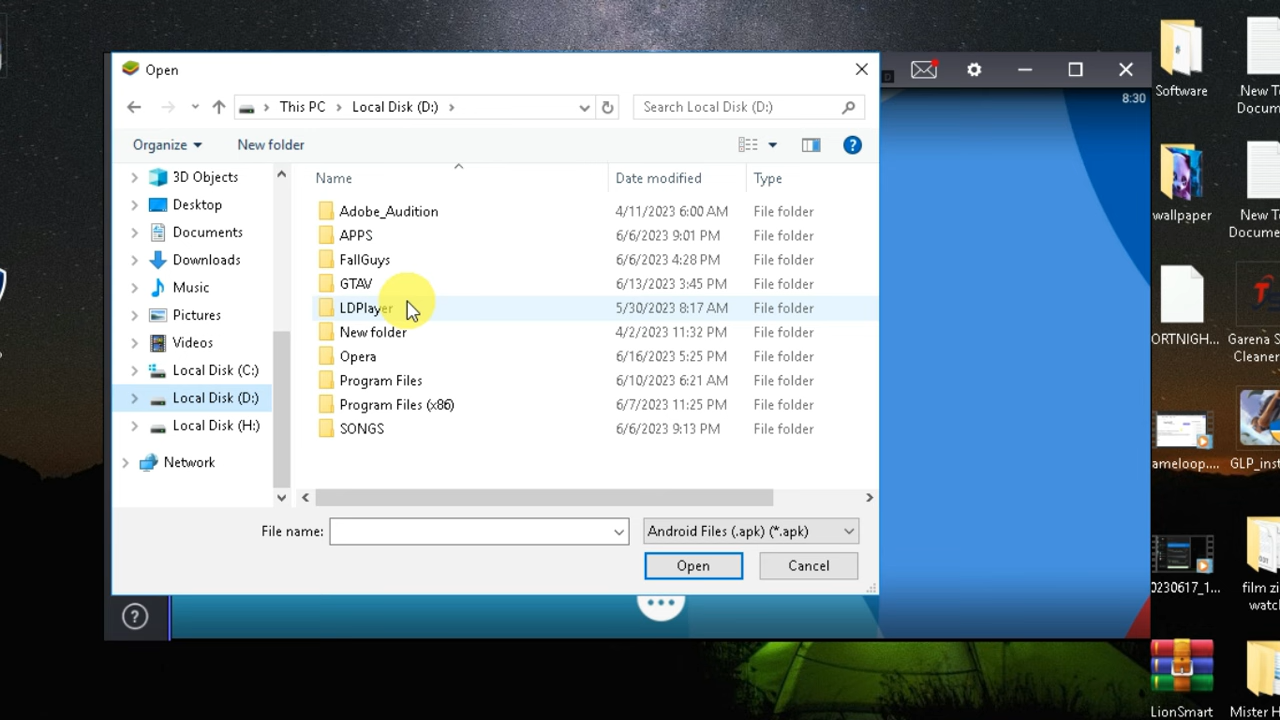 Open
This PC
Local Disk (D:)
Search Local Disk (D:)
Organize
New folder
Name
Date modified
Type
3D Objects
Desktop
Documents
Downloads
Music
Pictures
Videos
Local Disk (C:)
Local Disk (D:)
Local Disk (H:)
Network
Adobe_Audition 4/11/2023 6:00 AM File folder
APPS 6/6/2023 9:01 PM File folder
FallGuys 6/6/2023 4:28 PM File folder
GTAV 6/13/2023 3:45 PM File folder
LDPlayer 5/30/2023 8:17 AM File folder
New folder 4/2/2023 11:32 PM File folder
Opera 6/16/2023 5:25 PM File folder
Program Files 6/10/2023 6:21 AM File folder
Program Files (x86) 6/7/2023 11:25 PM File folder
SONGS 6/6/2023 9:13 PM File folder
File name:
Android Files (.apk) (*.apk)
Open
Cancel
8:30
Software
New T
Docum
wallpaper
New To
Docume
ORTNIGH...
Garena S
Cleaner
ameloop....
GLP_inst
0230617_1...
film zi
watc
LionSmart
Mister H